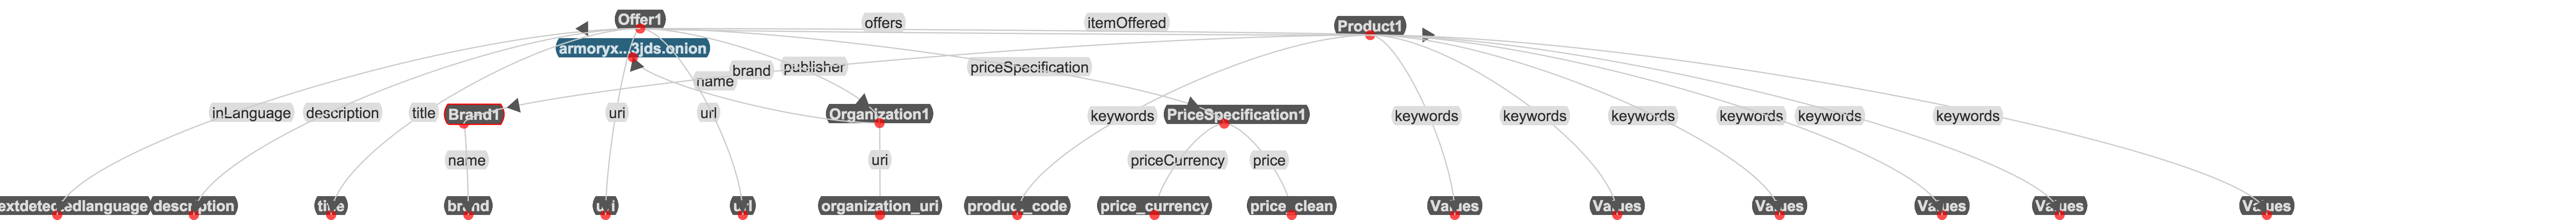 Offer1
offers
itemOffered
Product1
armoryx...3jds.onion
name
brand
publisher
priceSpecification
inLanguage
description
title
Brand1
uri
url
Organization1
keywords
PriceSpecification1
keywords
keywords
keywords
keywords
keywords
keywords
name
uri
priceCurrency
price
extdetectedlanguage
description
title
brand
uri
url
organization_uri
product_code
price_currency
price_clean
Values
Values
Values
Values
Values
Values